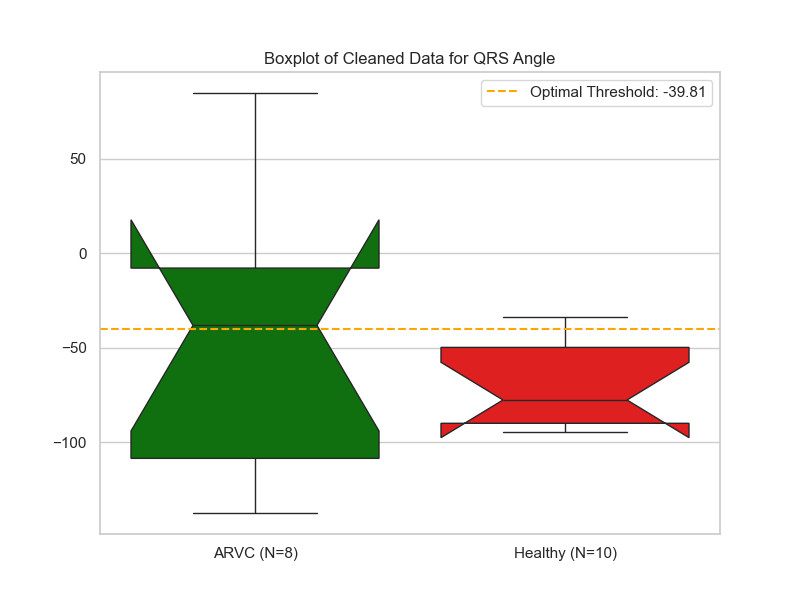 Boxplot of Cleaned Data for QRS Angle
Optimal Threshold: -39.81
50
0
−50
−100
ARVC (N=8)
Healthy (N=10)